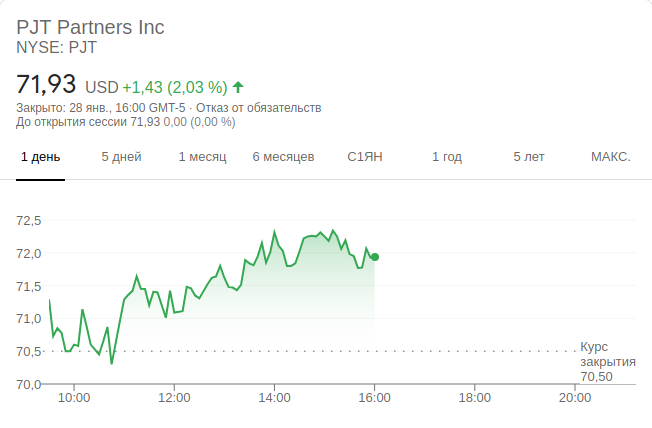 PJT Partners Inc
NYSE: PJT
71,93 USD +1,43 (2,03 %)
Закрыто: 28 янв., 16:00 GMT-5 · Отказ от обязательств
До открытия сессии 71,93 0,00 (0,00 %)
1 день 5 дней 1 месяц 6 месяцев С1ЯН 1 год 5 лет МАКС.
72,5
72,0
71,5
71,0
70,5
70,0
Курс
закрытия
70,50
10:00 12:00 14:00 16:00 18:00 20:00